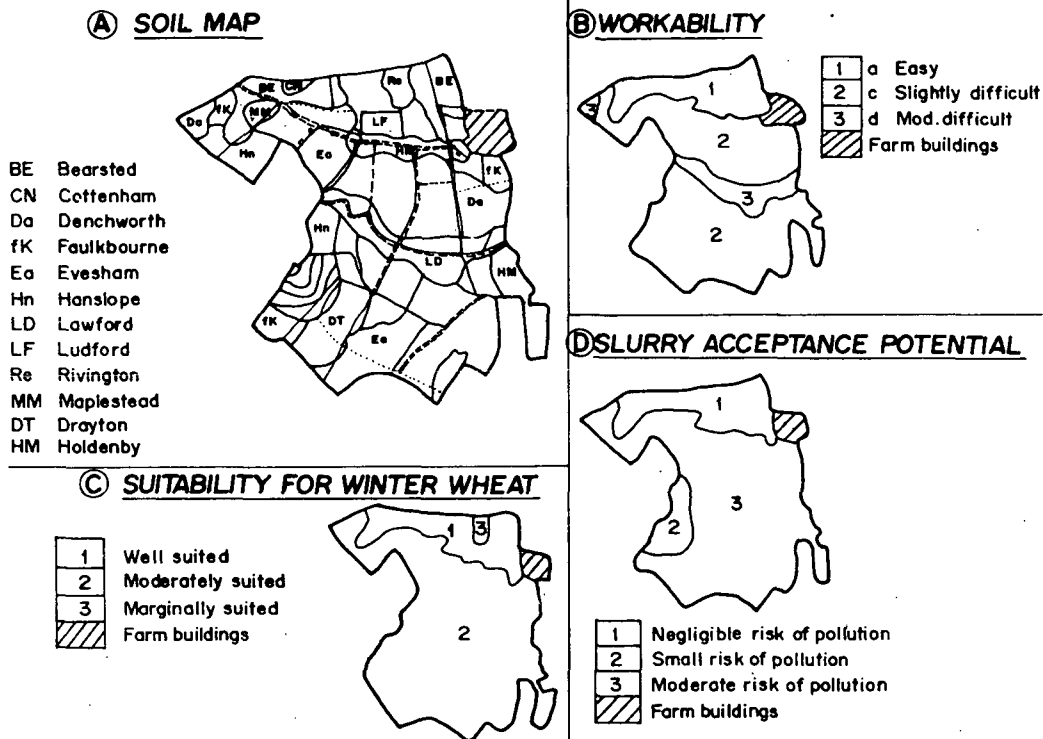 A SOIL MAP
BE
CN
Re
BE
fK
MM
Da
LF
Hn
Ea
fK
Da
Hn
LD
HM
fK
DT
Ea
BE Bearsted
CN Cottenham
Da Denchworth
fK Faulkbourne
Ea Evesham
Hn Hanslope
LD Lawford
LF Ludford
Re Rivington
MM Maplestead
DT Drayton
HM Holdenby
B WORKABILITY
1
3
2
3
2
1 a Easy
2 c Slightly difficult
3 d Mod. difficult
Farm buildings
C SUITABILITY FOR WINTER WHEAT
1
3
2
1 Well suited
2 Moderately suited
3 Marginally suited
Farm buildings
D SLURRY ACCEPTANCE POTENTIAL
1
3
2
1 Negligible risk of pollution
2 Small risk of pollution
3 Moderate risk of pollution
Farm buildings